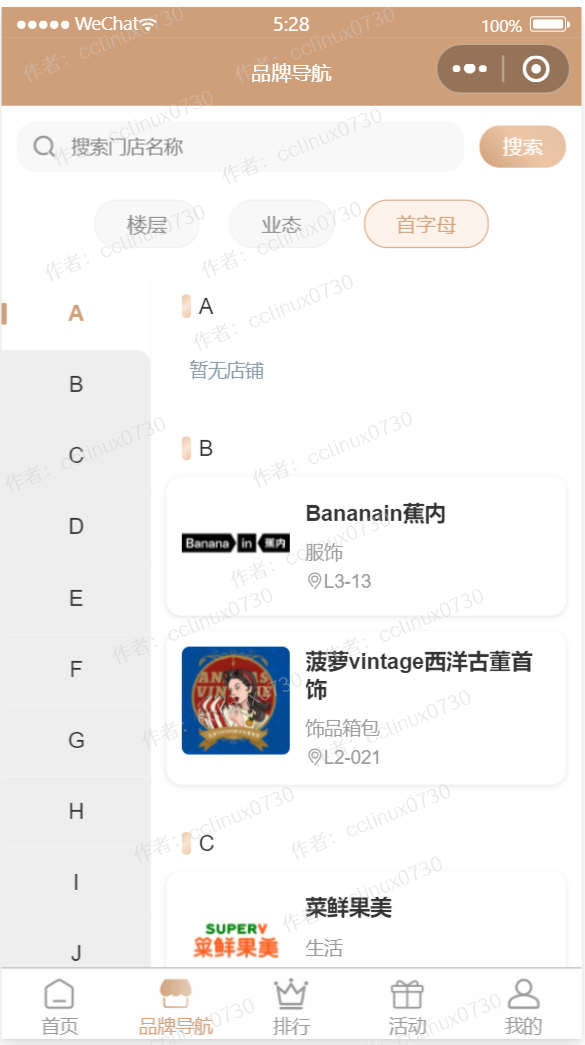 WeChat
5:28
100%
品牌导航
搜索门店名称
搜索
楼层
业态
首字母
A
B
C
D
E
F
G
H
I
J
A
暂无店铺
B
Banana in 蕉内
Bananain蕉内
服饰
L3-13
菠萝vintage西洋古董首
饰
饰品箱包
L2-021
C
SUPERV
菜鲜果美
菜鲜果美
生活
首页
品牌导航
排行
活动
我的
作者：cclinux0730